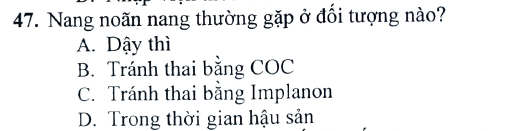 47. Nang noãn nang thường gặp ở đối tượng nào?
A. Dậy thì
B. Tránh thai bằng COC
C. Tránh thai bằng Implanon
D. Trong thời gian hậu sản